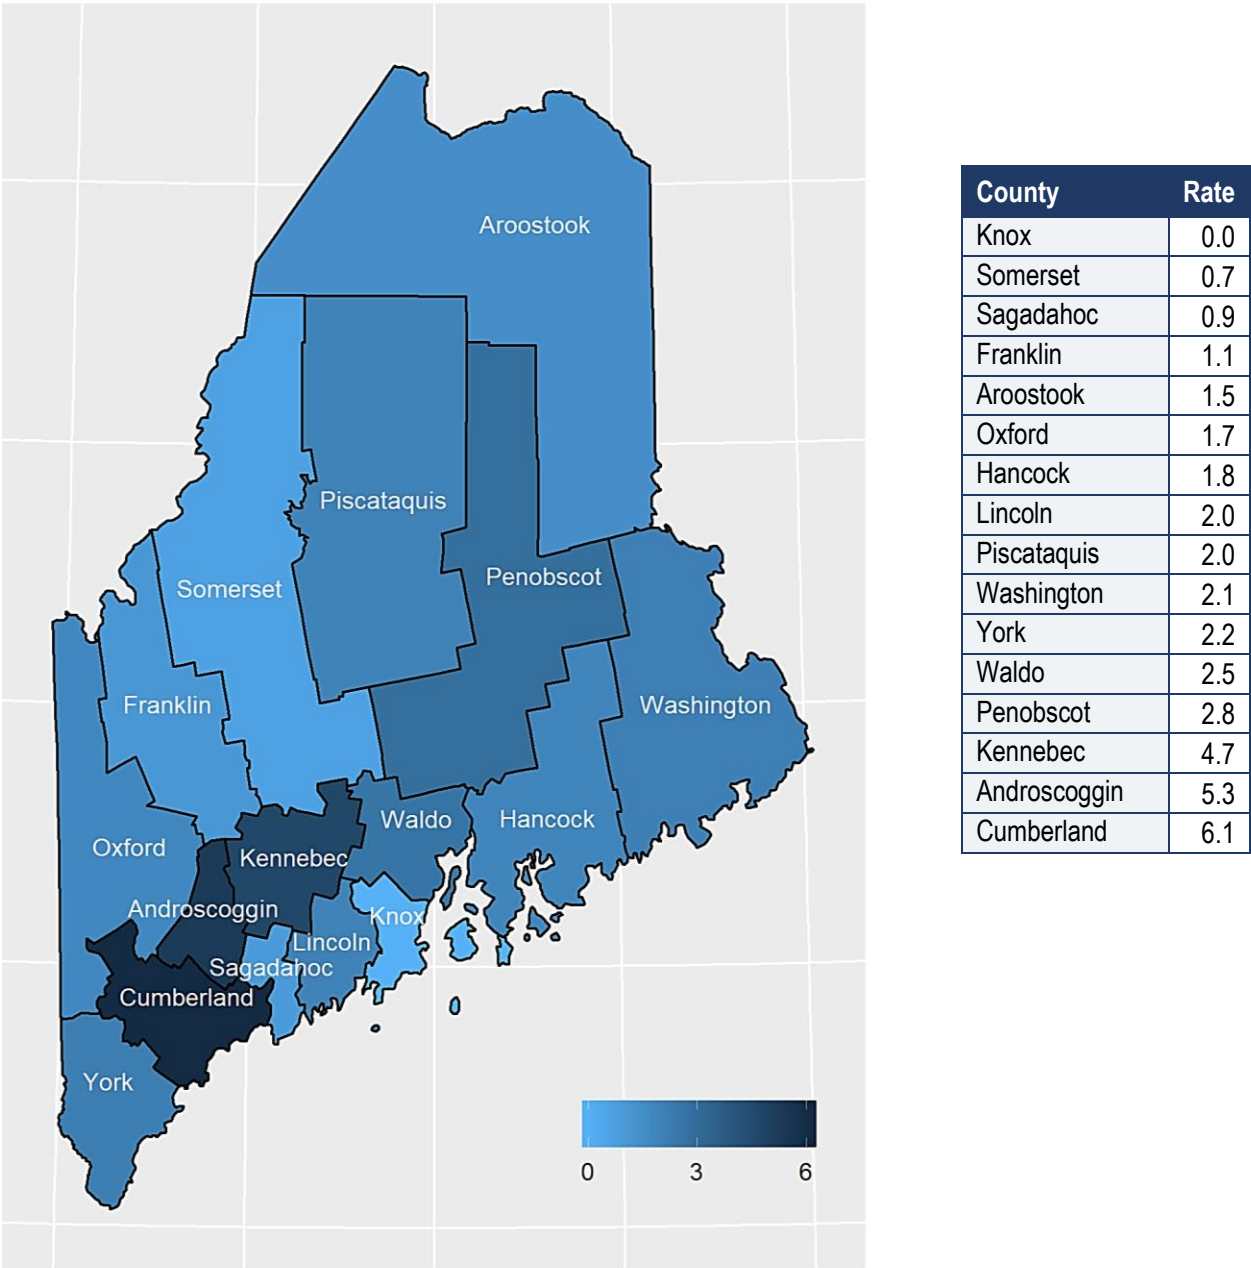 Aroostook
Piscataquis
Penobscot
Somerset
Franklin
Washington
Waldo
Hancock
Oxford
Kennebec
Androscoggin
Knox
Lincoln
Sagadahoc
Cumberland
York
0 3 6
County Rate
Knox 0.0
Somerset 0.7
Sagadahoc 0.9
Franklin 1.1
Aroostook 1.5
Oxford 1.7
Hancock 1.8
Lincoln 2.0
Piscataquis 2.0
Washington 2.1
York 2.2
Waldo 2.5
Penobscot 2.8
Kennebec 4.7
Androscoggin 5.3
Cumberland 6.1